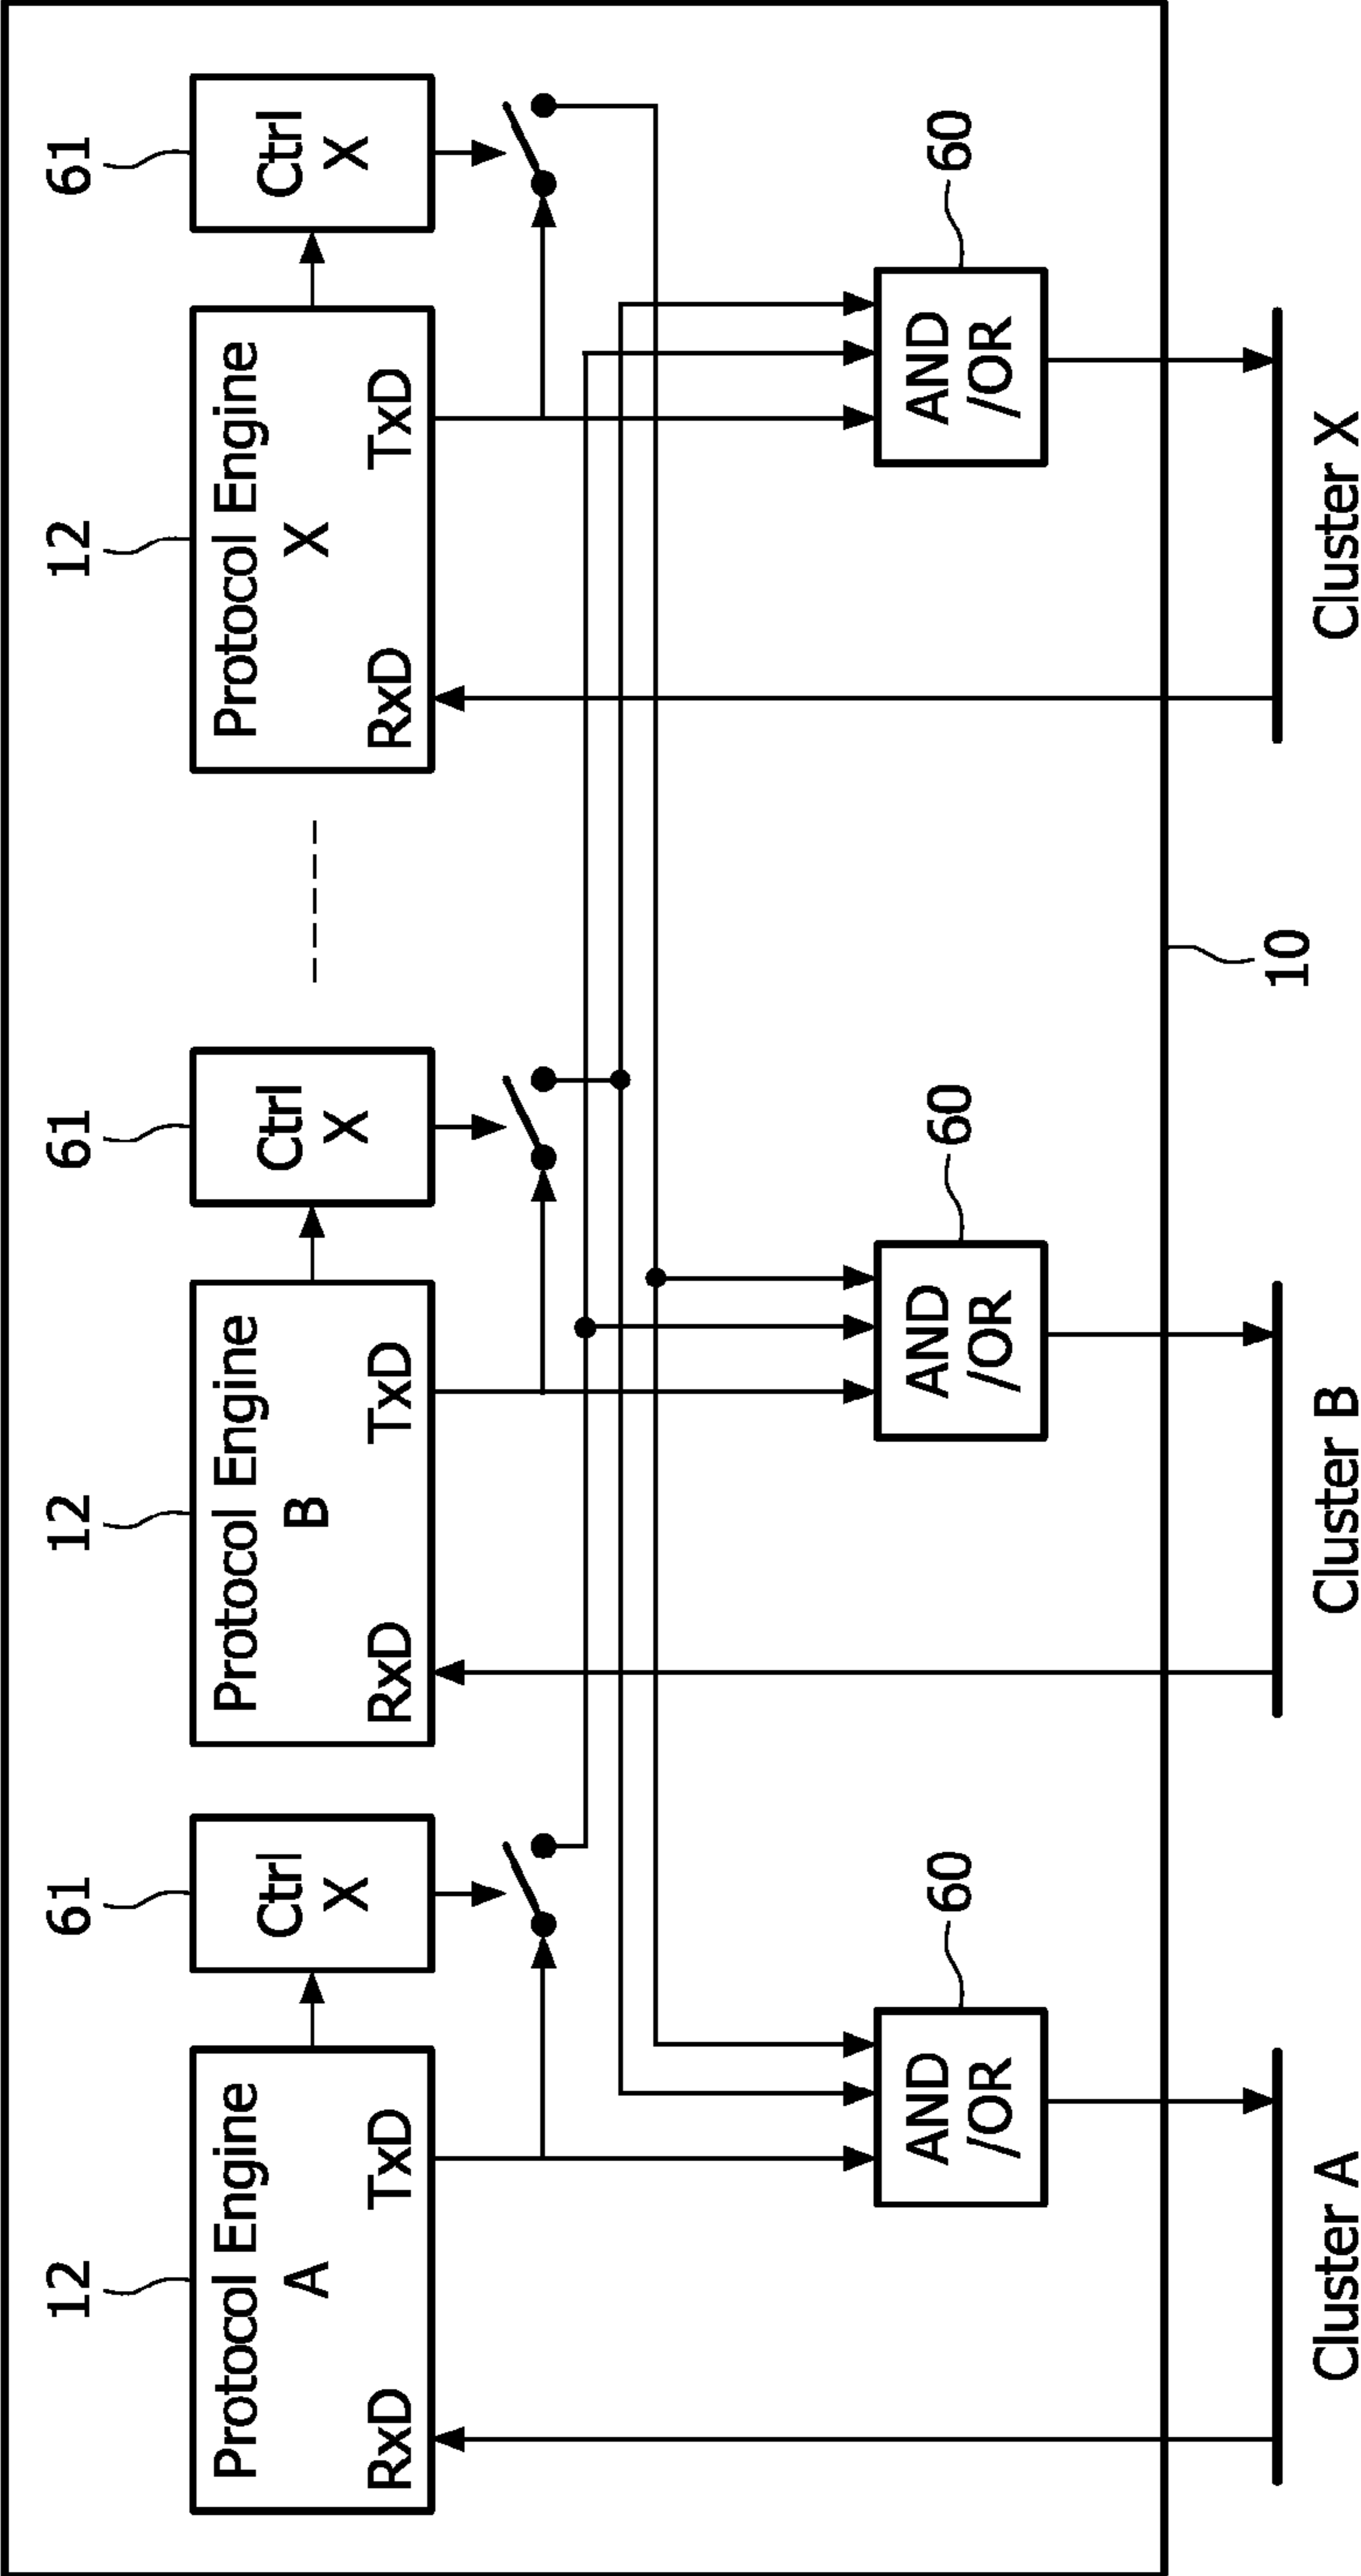 12
61
12
61
12
61
Protocol Engine
A
RxD
TxD
Ctrl
X
Protocol Engine
B
RxD
TxD
Ctrl
X
Protocol Engine
X
RxD
TxD
Ctrl
X
AND
/OR
60
AND
/OR
60
AND
/OR
60
10
Cluster A
Cluster B
Cluster X